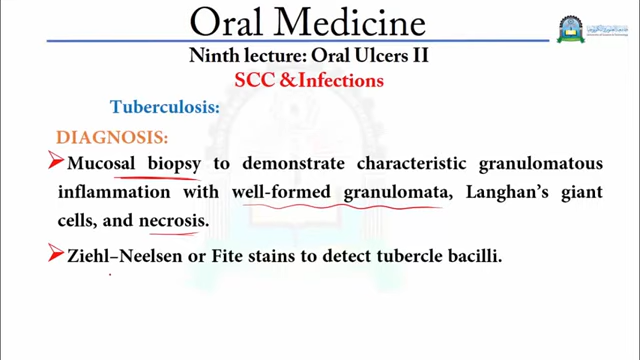 Oral Medicine
Ninth lecture: Oral Ulcers II
SCC &Infections
Tuberculosis:
DIAGNOSIS:
Mucosal biopsy to demonstrate characteristic granulomatous
inflammation with well-formed granulomata, Langhan's giant
cells, and necrosis.
Ziehl–Neelsen or Fite stains to detect tubercle bacilli.